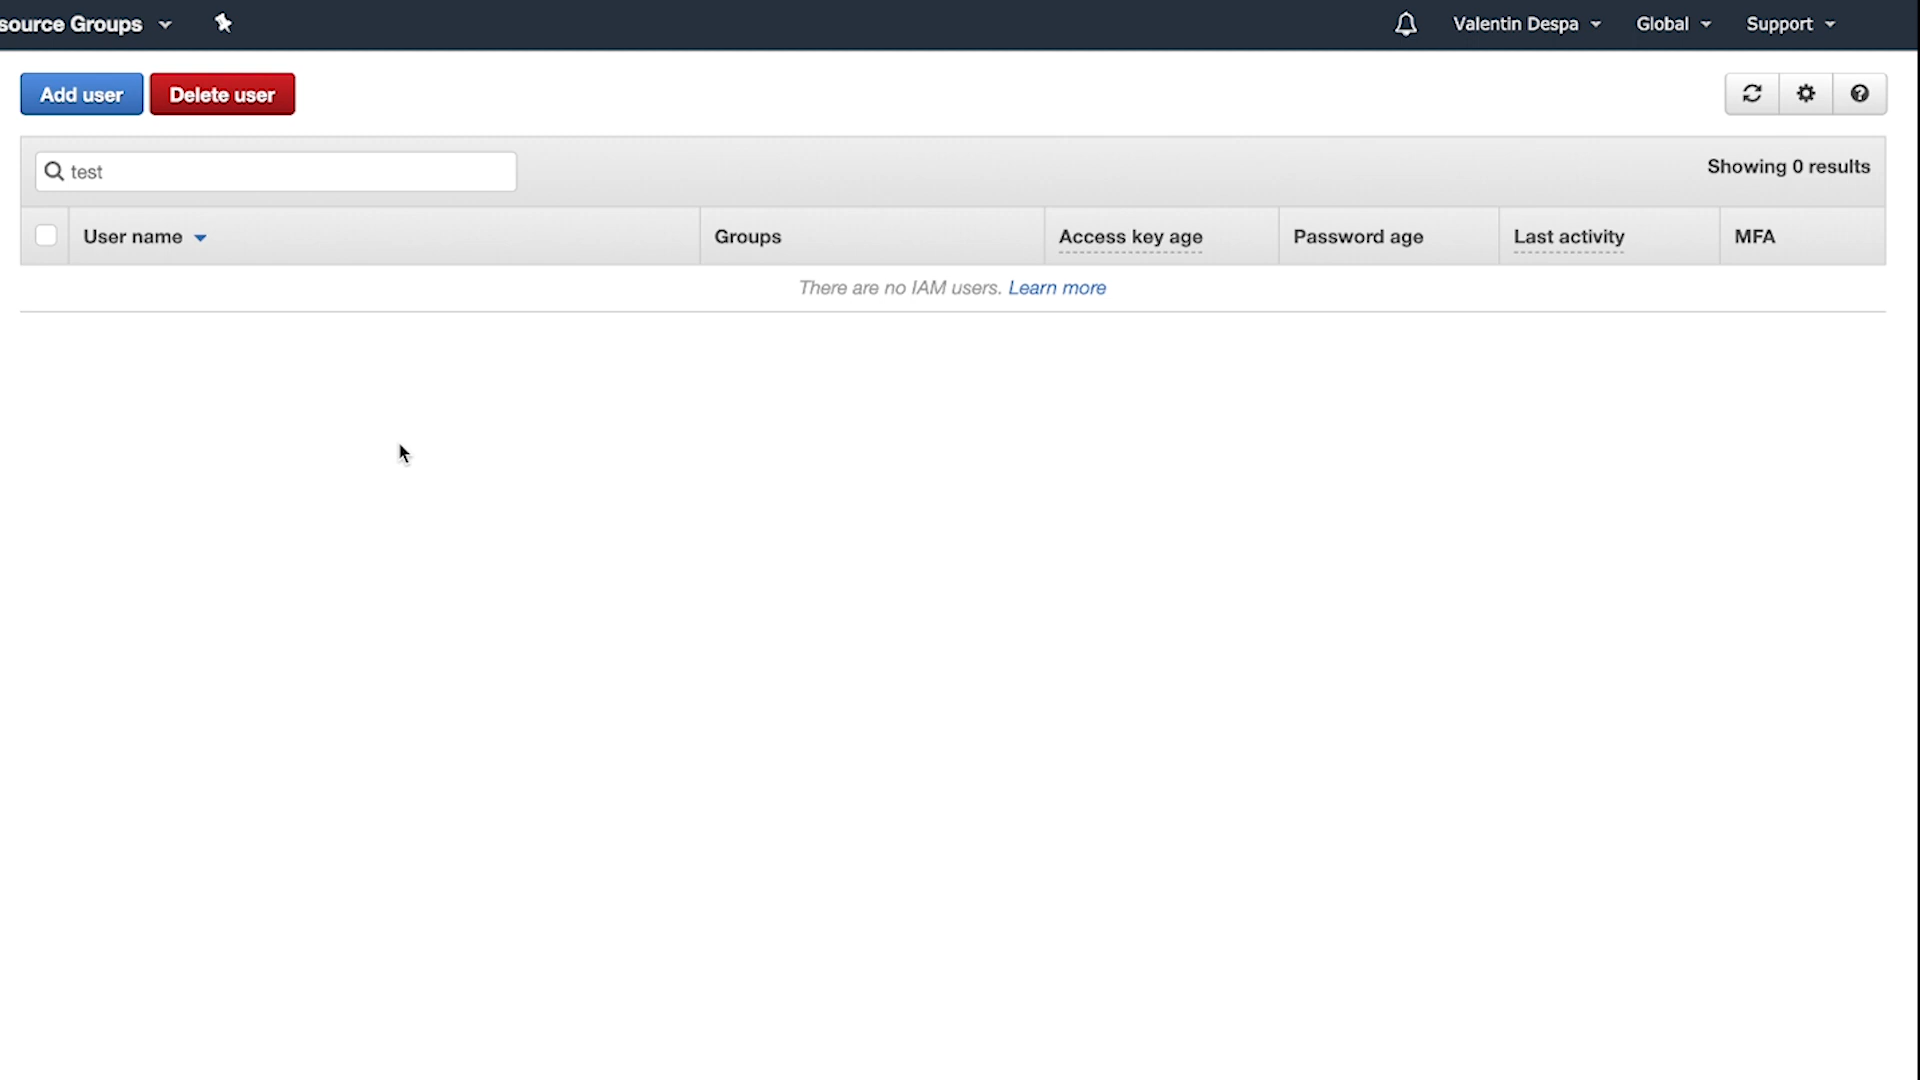 source Groups Valentin Despa Global Support
Add user Delete user
test Showing 0 results
User name Groups Access key age Password age Last activity MFA
There are no IAM users. Learn more